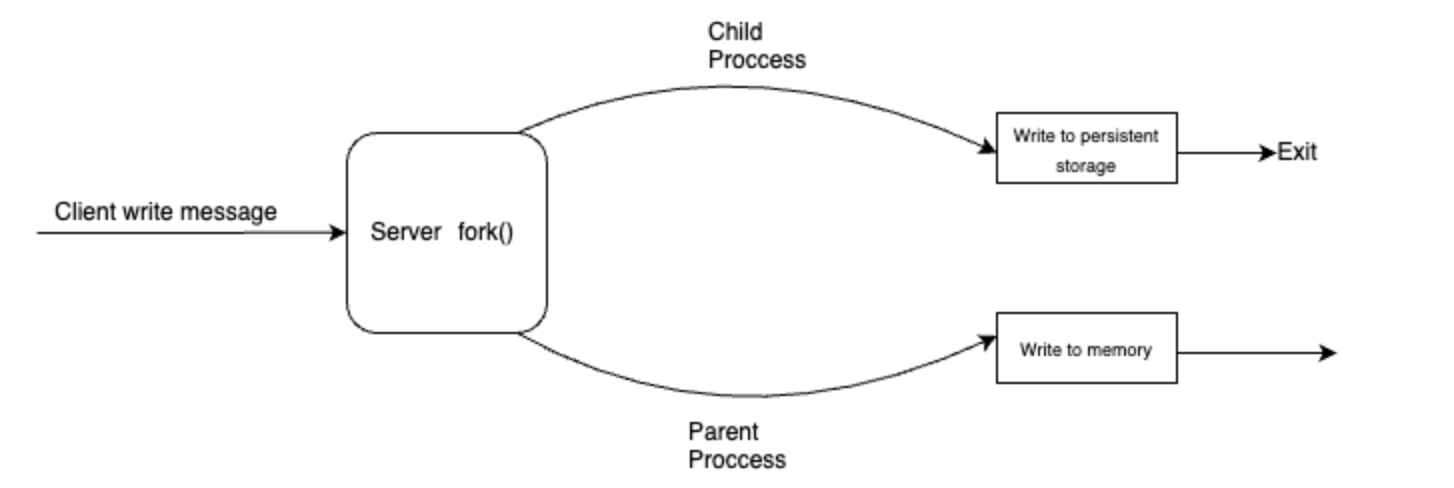 Child
Proccess
Write to persistent
storage
Exit
Client write message
Server fork()
Write to memory
Parent
Proccess